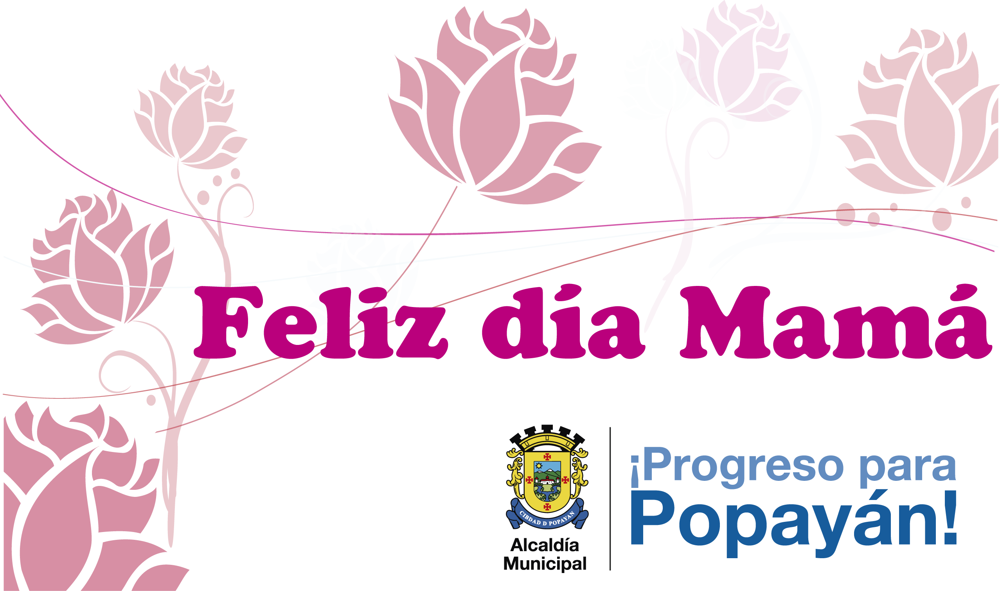 Feliz día Mamá
CIBDAD D POPAYAN
Alcaldía
Municipal
¡Progreso para
Popayán!